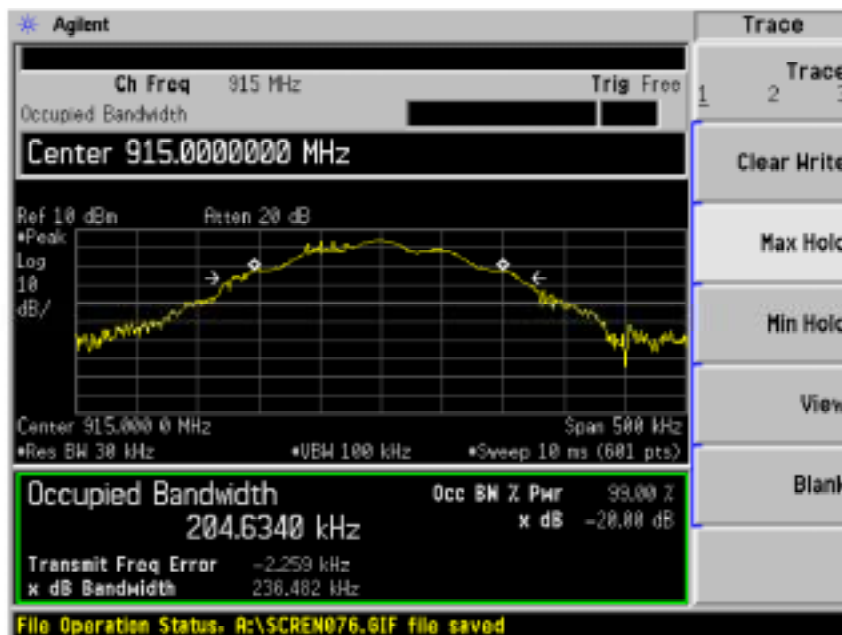 Agilent
Trace
Ch Freq 915 MHz
Trig Free
Occupied Bandwidth
Center 915.0000000 MHz
Ref 10 dBm
Atten 20 dB
*Peak
Log
10
dB/
Center 915.000 0 MHz
Span 500 kHz
*Res BW 30 kHz
*VBW 100 kHz
*Sweep 10 ms (601 pts)
Occupied Bandwidth
204.6340 kHz
Occ BW % Pwr 99.00 %
x dB -20.00 dB
Transmit Freq Error -2.259 kHz
x dB Bandwidth 236.482 kHz
File Operation Status, A:\SCREN076.GIF file saved
Trace
1 2
Clear Write
Max Hold
Min Hold
View
Blank